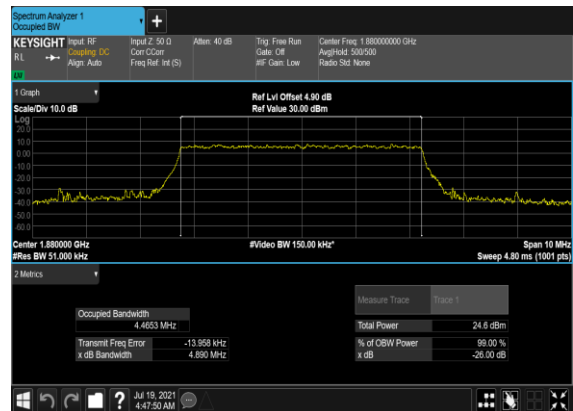 Spectrum Analyzer 1
Occupied BW
KEYSIGHT
RL
LW
Input: RF
Coupling: DC
Align: Auto
Input Z: 50 Ω
Corr CCorr
Freq Ref: Int (S)
Atten: 40 dB
Trig: Free Run
Gate: Off
#IF Gain: Low
Center Freq: 1.880000000 GHz
Avg|Hold: 500/500
Radio Std: None
1 Graph
Scale/Div 10.0 dB
Ref Lvl Offset 4.90 dB
Ref Value 30.00 dBm
Log
20.0
10.0
0.00
-10.0
-20.0
-30.0
-40.0
-50.0
-60.0
Center 1.880000 GHz
#Res BW 51.000 kHz
#Video BW 150.00 kHz*
Span 10 MHz
Sweep 4.80 ms (1001 pts)
2 Metrics
Measure Trace
Trace 1
Occupied Bandwidth
4.4653 MHz
Total Power
24.6 dBm
Transmit Freq Error
-13.958 kHz
% of OBW Power
99.00 %
x dB Bandwidth
4.890 MHz
x dB
-26.00 dB
?
Jul 19, 2021
4:47:50 AM